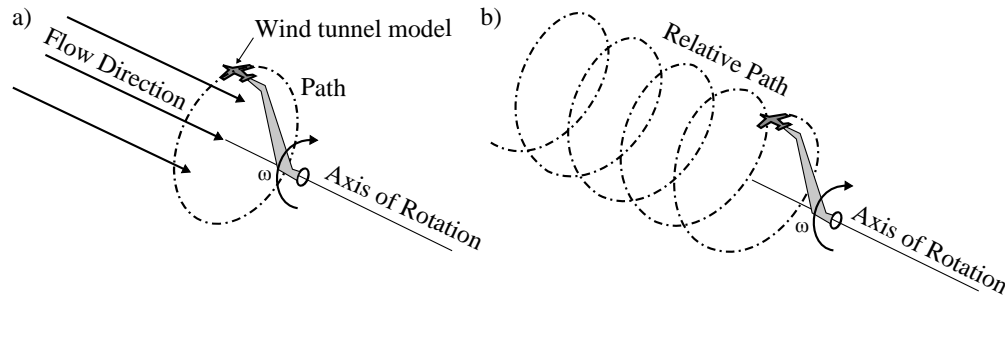 a)
Flow Direction
Wind tunnel model
Path
ω
Axis of Rotation
b)
Relative Path
ω
Axis of Rotation